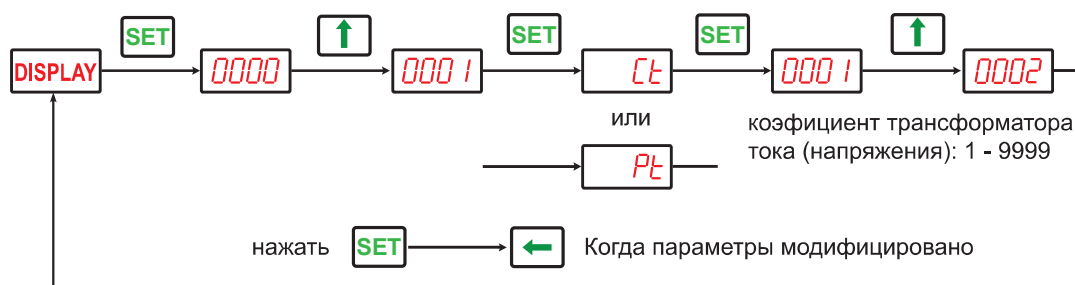 SET SET SET
DISPLAY 0000 0001 Ct 0001 0002
или
коэфициент трансформатора
тока (напряжения): 1 - 9999
Pt
нажать SET Когда параметры модифицировано